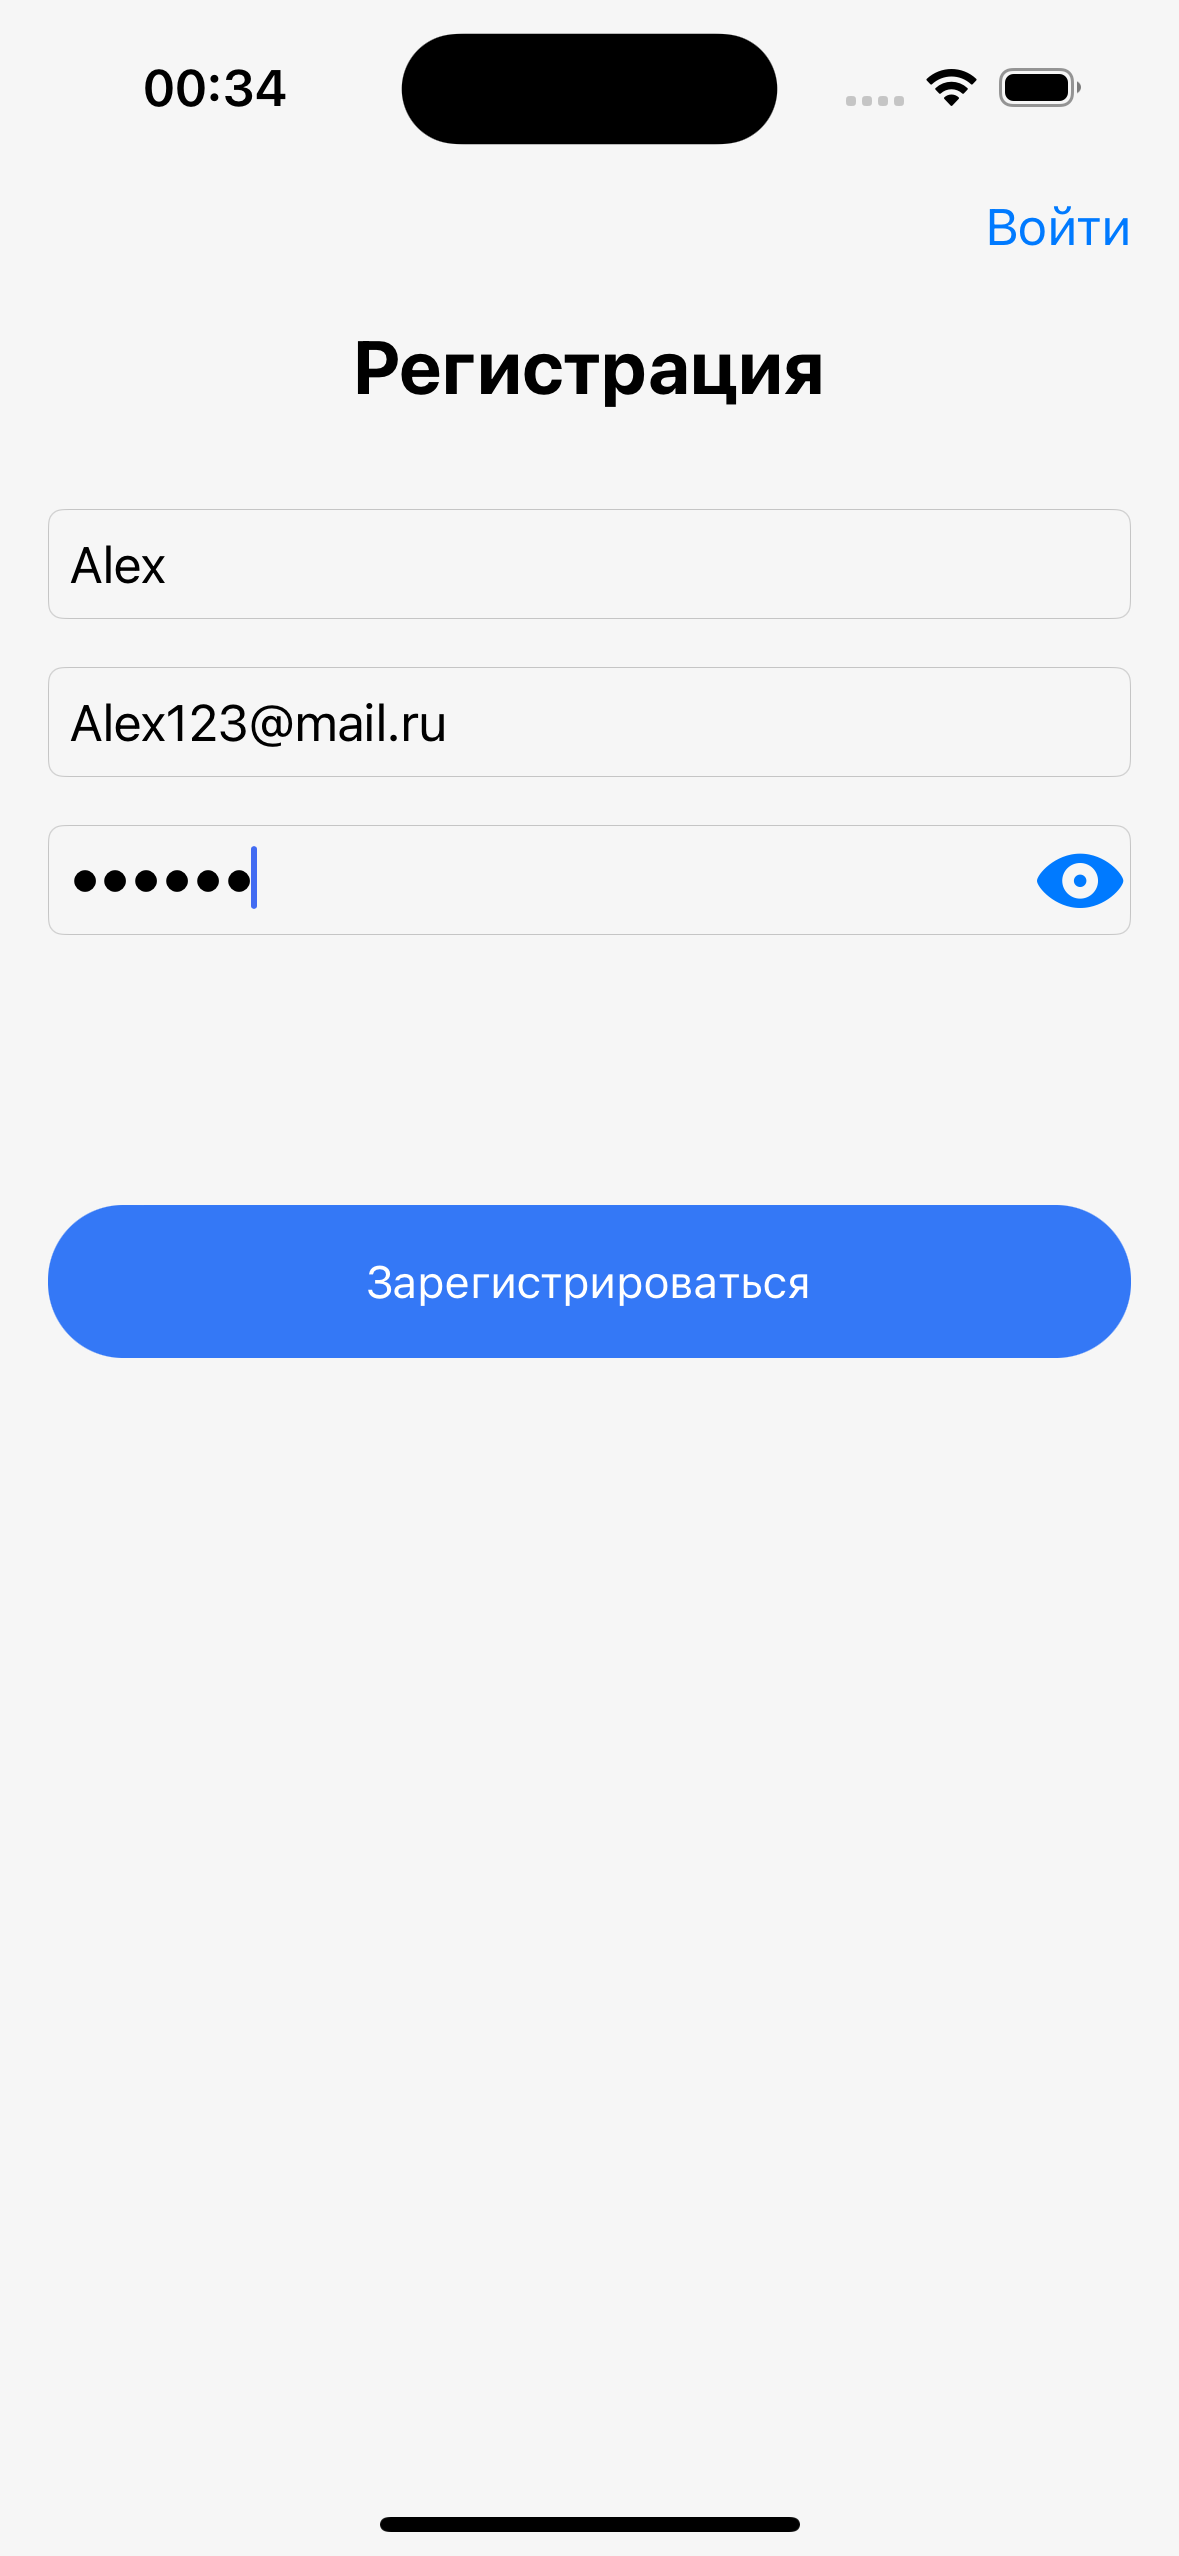 00:34
Войти
Регистрация
Alex
Alex123@mail.ru
••••••
Зарегистрироваться